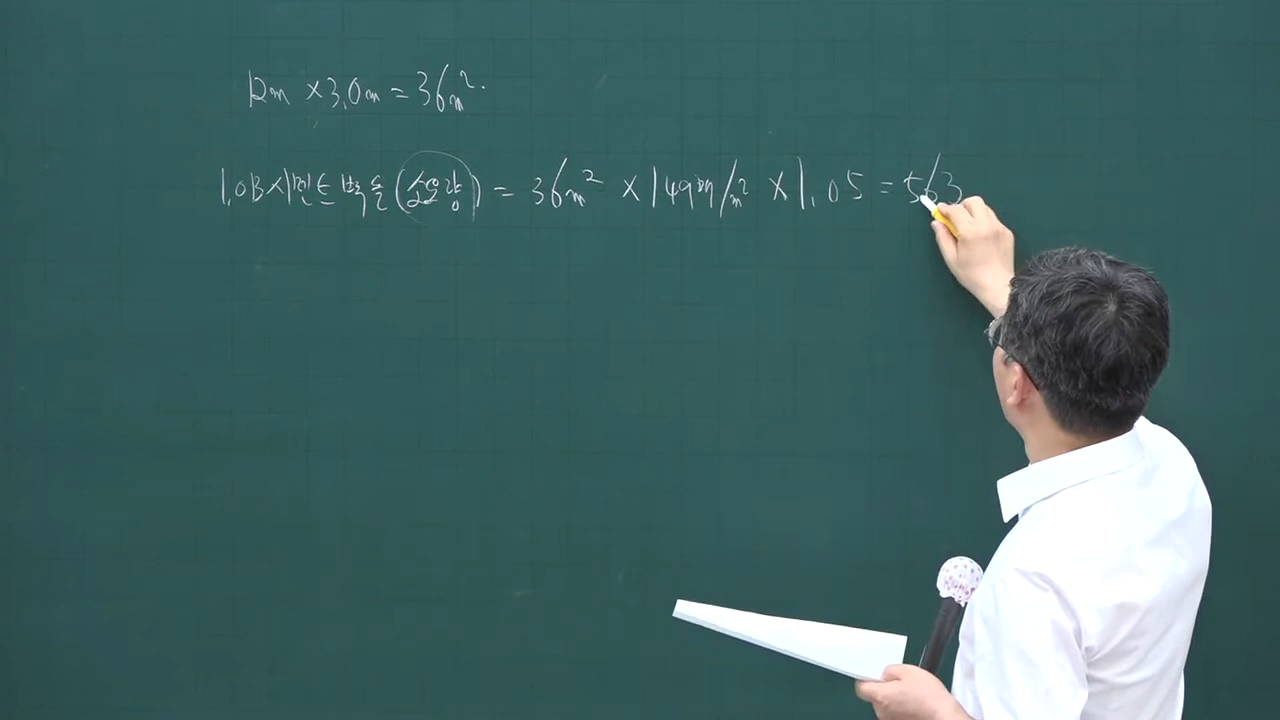 12m × 3.0m = 36m².
1.0B 시멘트 벽돌 (소요량) = 36m² × 149매/m² × 1.05 = 563